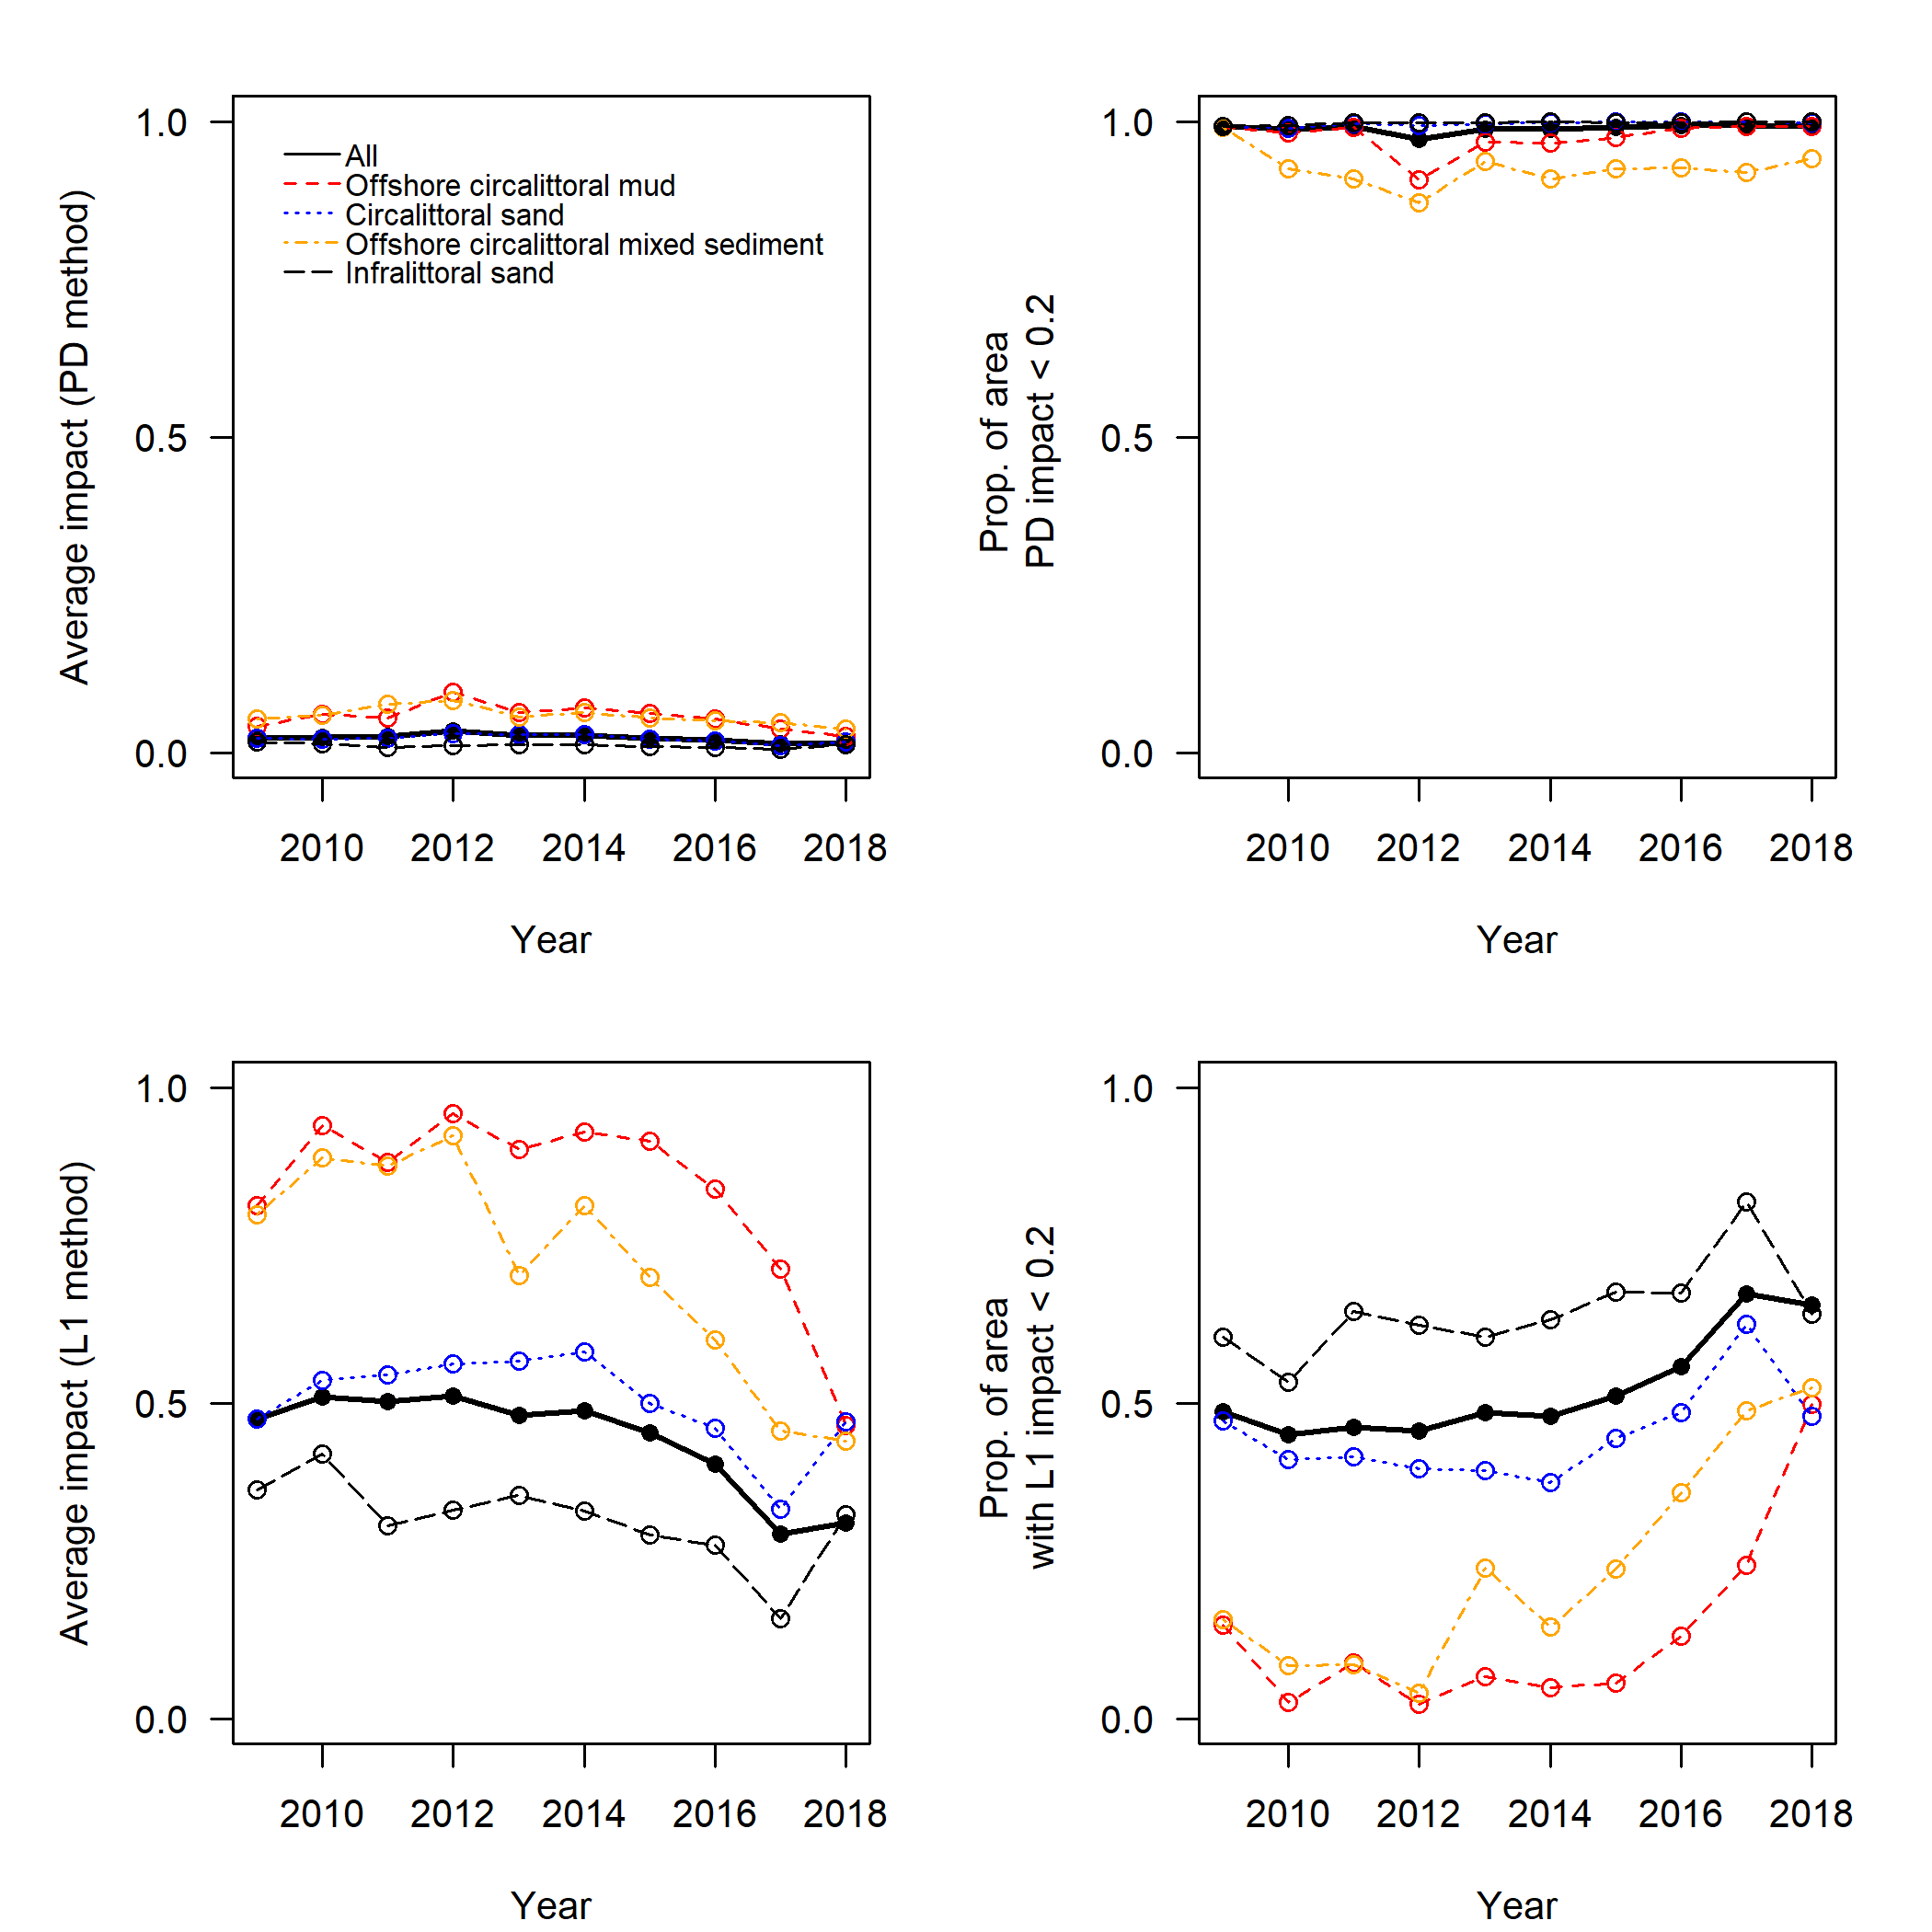 Average impact (PD method)
1.0
0.5
0.0
All
Offshore circalittoral mud
Circalittoral sand
Offshore circalittoral mixed sediment
Infralittoral sand
2010 2012 2014 2016 2018
Year
Prop. of area
PD impact < 0.2
1.0
0.5
0.0
2010 2012 2014 2016 2018
Year
Average impact (L1 method)
1.0
0.5
0.0
2010 2012 2014 2016 2018
Year
Prop. of area
with L1 impact < 0.2
1.0
0.5
0.0
2010 2012 2014 2016 2018
Year